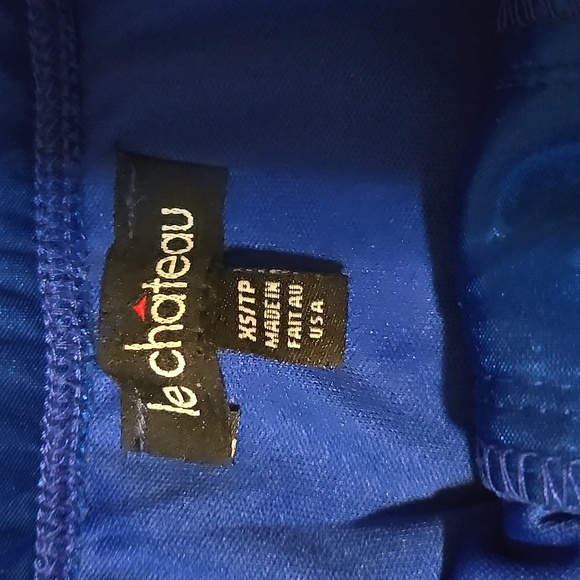 le château
XS/TP
MADE IN
FAIT AU
USA